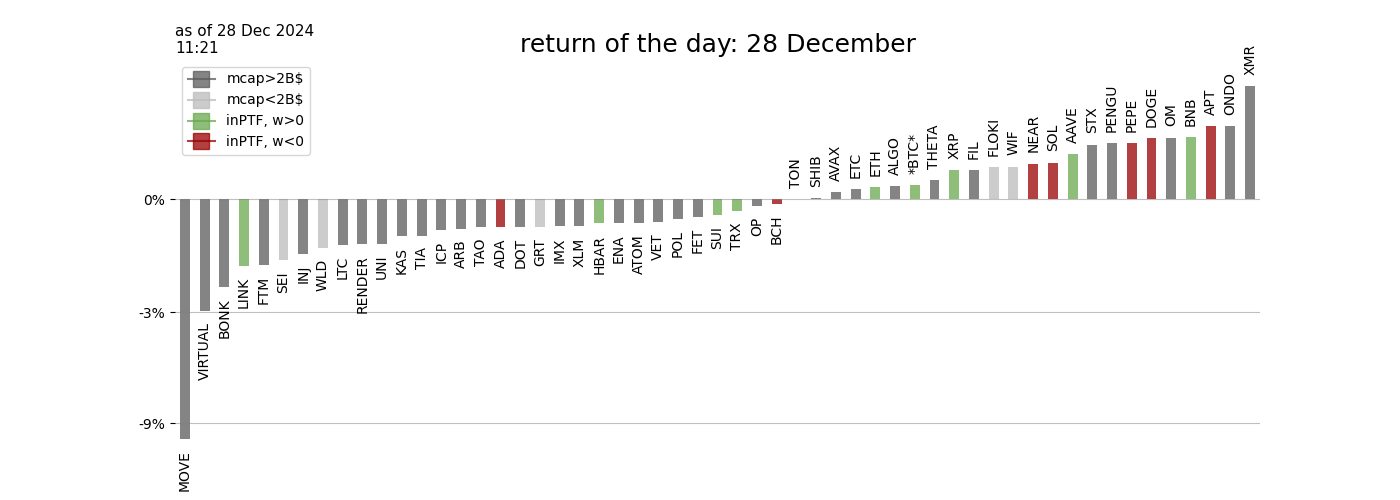 as of 28 Dec 2024
11:21
return of the day: 28 December
mcap>2B$
mcap<2B$
inPTF, w>0
inPTF, w<0
0%
-3%
-9%
MOVE
VIRTUAL
BONK
LINK
FTM
SEI
INJ
WLD
LTC
RENDER
UNI
KAS
TIA
ICP
ARB
TAO
ADA
DOT
GRT
IMX
XLM
HBAR
ENA
ATOM
VET
POL
FET
SUI
TRX
OP
BCH
TON
SHIB
AVAX
ETC
ETH
ALGO
*BTC*
THETA
XRP
FIL
FLOKI
WIF
NEAR
SOL
AAVE
STX
PENGU
PEPE
DOGE
OM
BNB
APT
ONDO
XMR